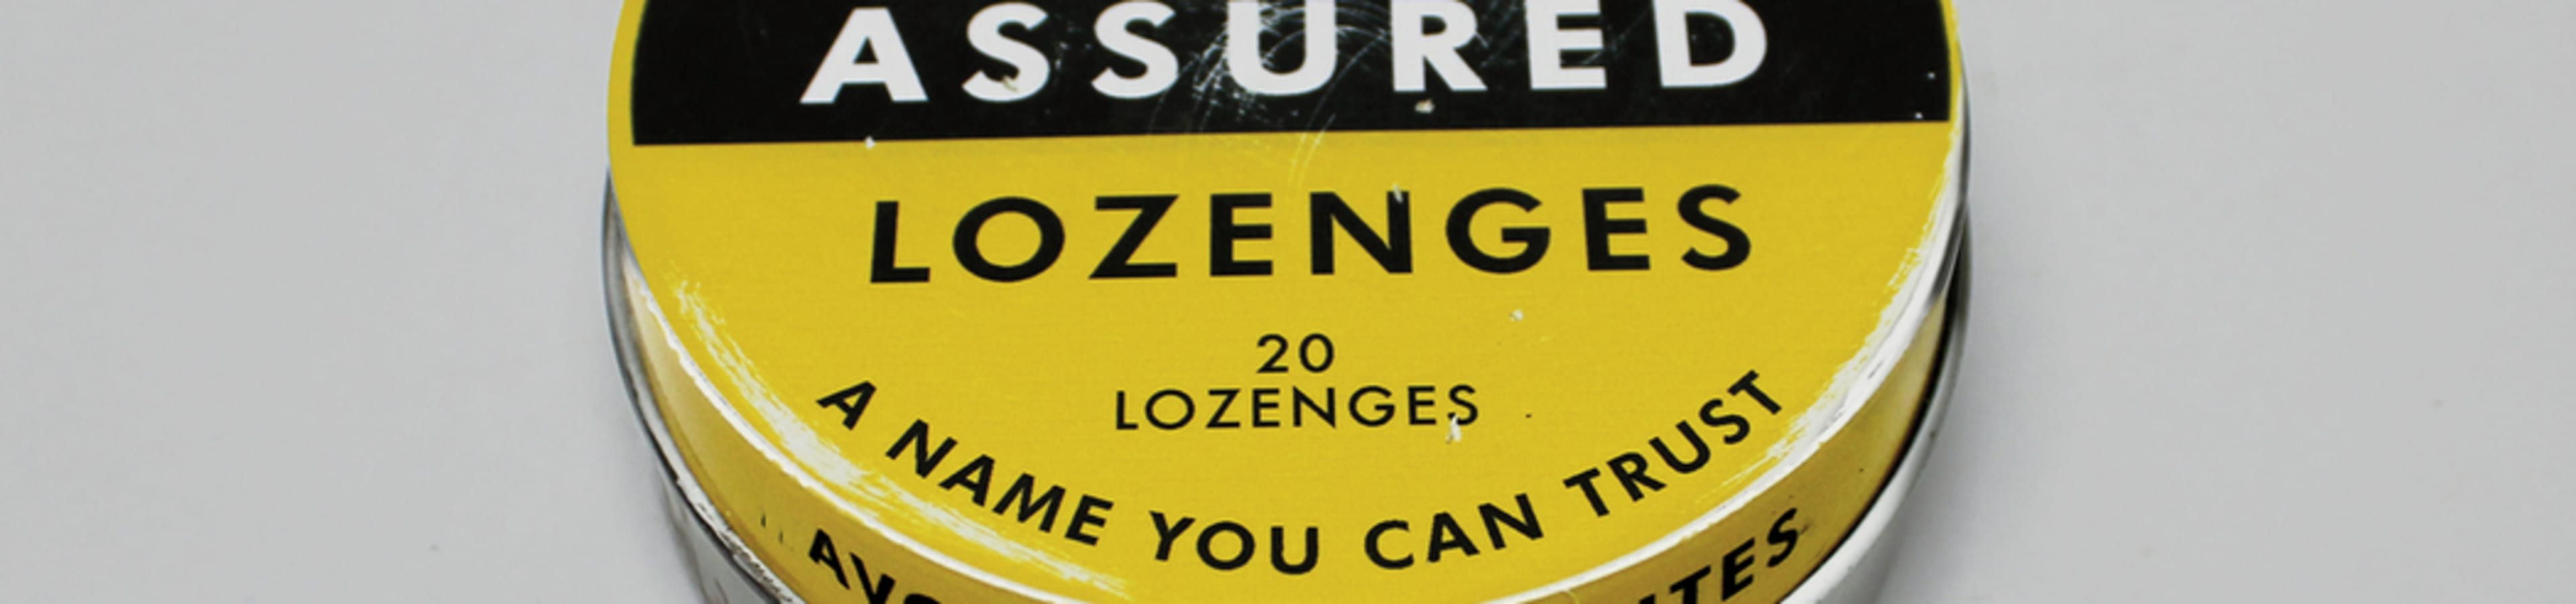 ASSURED
LOZENGES
20
LOZENGES
A NAME YOU CAN TRUST